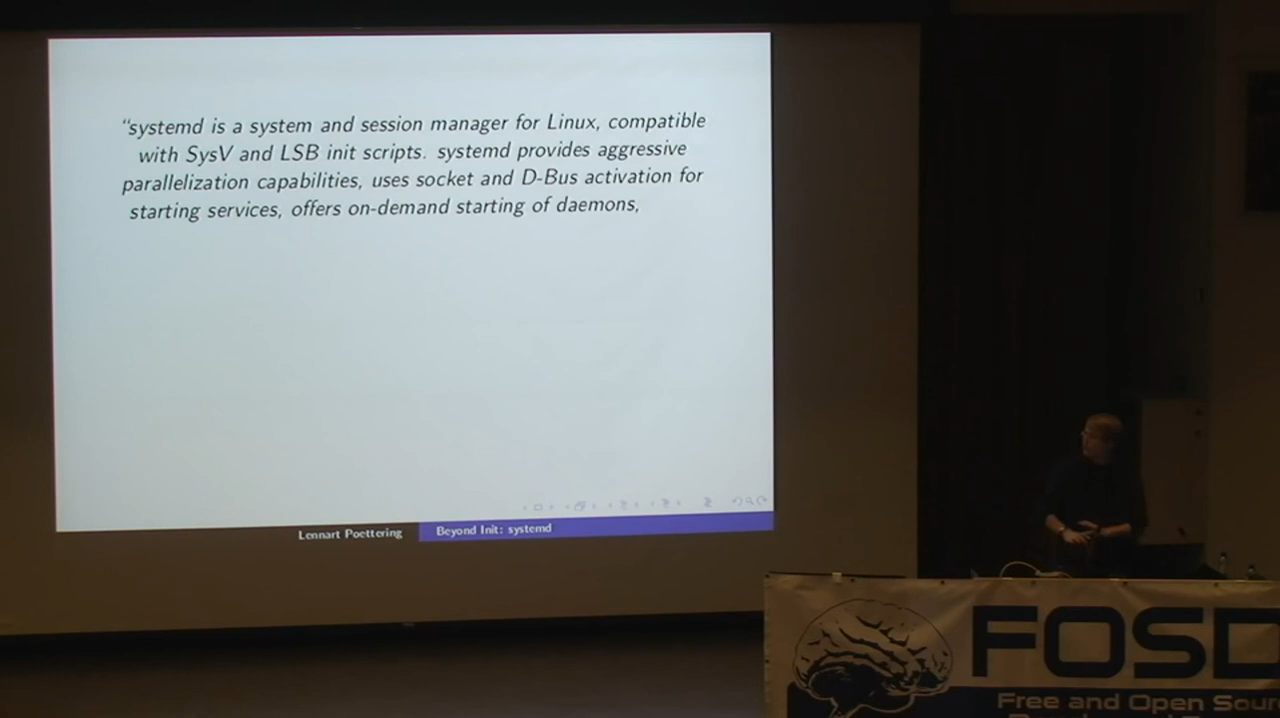 “systemd is a system and session manager for Linux, compatible
with SysV and LSB init scripts. systemd provides aggressive
parallelization capabilities, uses socket and D-Bus activation for
starting services, offers on-demand starting of daemons,
Lennart Poettering
Beyond Init: systemd
FOSD
Free and Open Sour